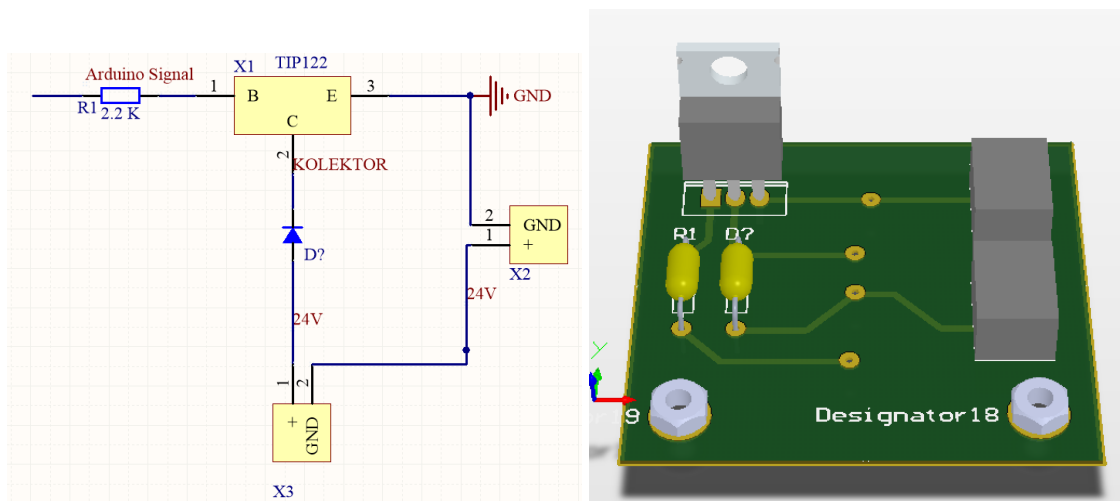 Arduino Signal
R1
2.2 K
1
X1
TIP122
B
E
C
3
GND
2
KOLEKTOR
D?
24V
2
1
GND
+
X2
24V
1
2
+
GND
X3
R1
D?
y
9
Designator18